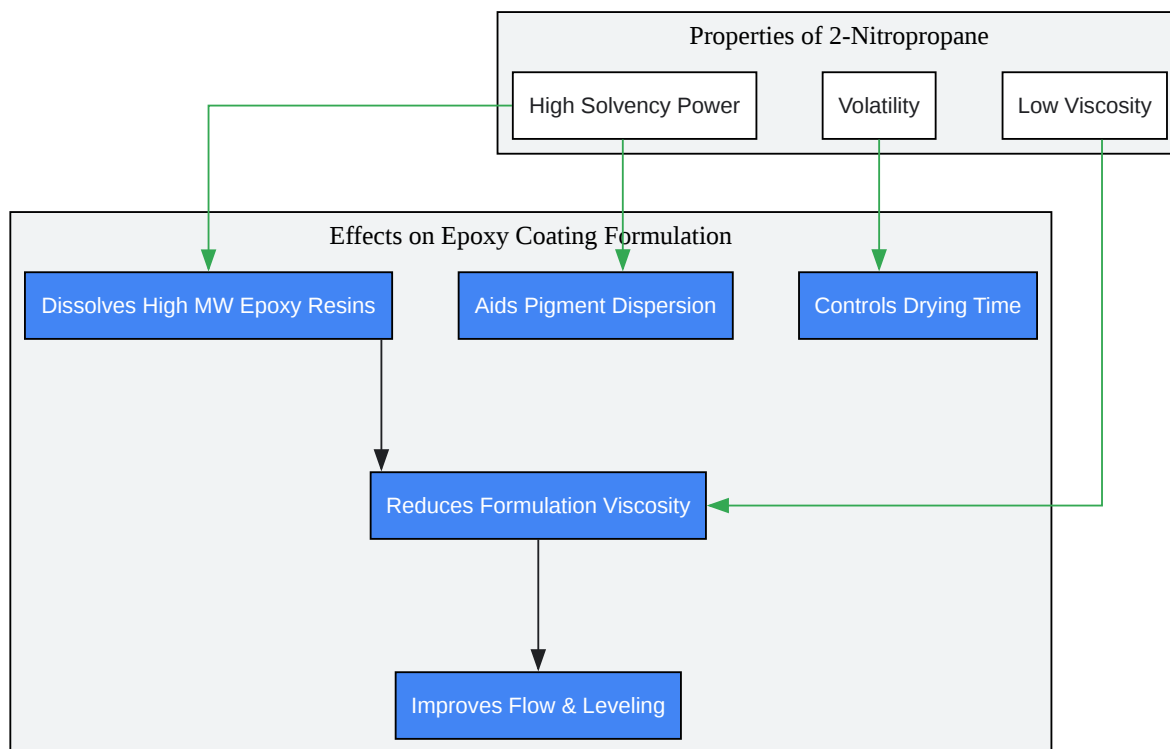 Properties of 2-Nitropropane
High Solvency Power
Volatility
Low Viscosity
Effects on Epoxy Coating Formulation
Dissolves High MW Epoxy Resins
Aids Pigment Dispersion
Controls Drying Time
Reduces Formulation Viscosity
Improves Flow & Leveling